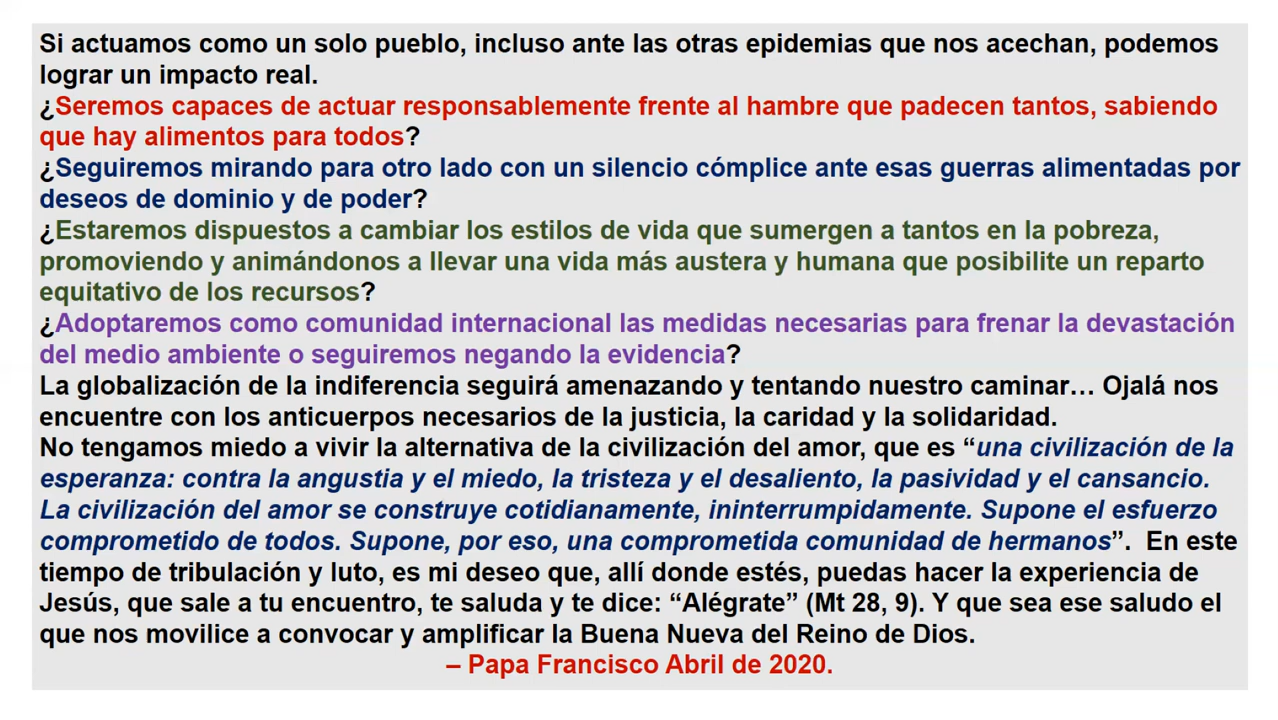 Si actuamos como un solo pueblo, incluso ante las otras epidemias que nos acechan, podemos
lograr un impacto real.
¿Seremos capaces de actuar responsablemente frente al hambre que padecen tantos, sabiendo
que hay alimentos para todos?
¿Seguiremos mirando para otro lado con un silencio cómplice ante esas guerras alimentadas por
deseos de dominio y de poder?
¿Estaremos dispuestos a cambiar los estilos de vida que sumergen a tantos en la pobreza,
promoviendo y animándonos a llevar una vida más austera y humana que posibilite un reparto
equitativo de los recursos?
¿Adoptaremos como comunidad internacional las medidas necesarias para frenar la devastación
del medio ambiente o seguiremos negando la evidencia?
La globalización de la indiferencia seguirá amenazando y tentando nuestro caminar… Ojalá nos
encuentre con los anticuerpos necesarios de la justicia, la caridad y la solidaridad.
No tengamos miedo a vivir la alternativa de la civilización del amor, que es “una civilización de la
esperanza: contra la angustia y el miedo, la tristeza y el desaliento, la pasividad y el cansancio.
La civilización del amor se construye cotidianamente, ininterrumpidamente. Supone el esfuerzo
comprometido de todos. Supone, por eso, una comprometida comunidad de hermanos”. En este
tiempo de tribulación y luto, es mi deseo que, allí donde estés, puedas hacer la experiencia de
Jesús, que sale a tu encuentro, te saluda y te dice: “Alégrate” (Mt 28, 9). Y que sea ese saludo el
que nos movilice a convocar y amplificar la Buena Nueva del Reino de Dios.
– Papa Francisco Abril de 2020.